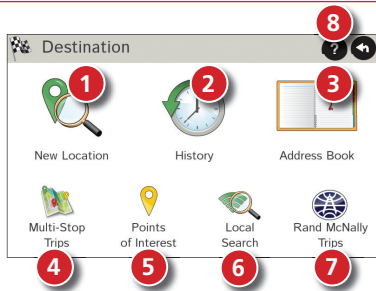 8
Destination
?
1
2
3
New Location
History
Address Book
Multi-Stop
Trips
Points
of Interest
Local
Search
Rand McNally
Trips
4
5
6
7